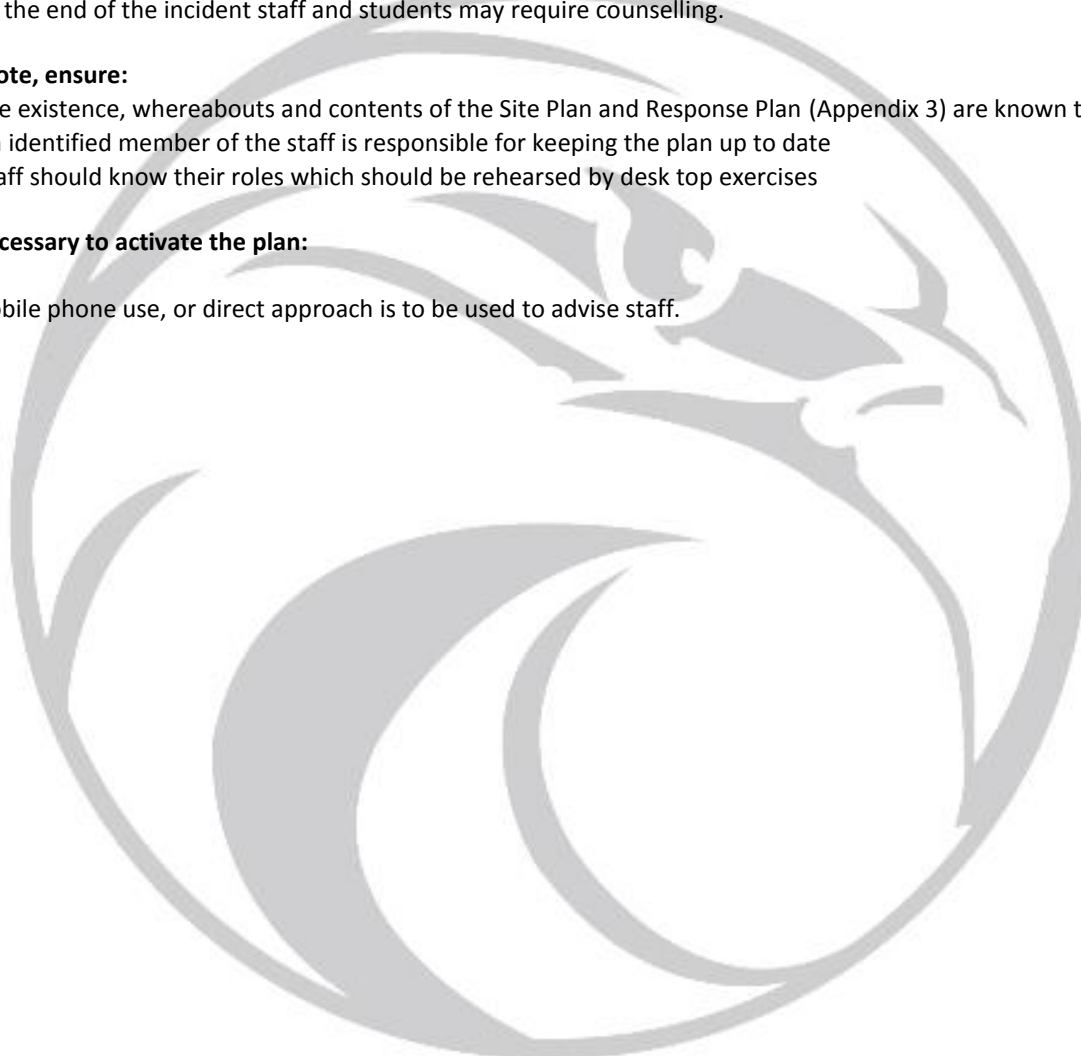 the end of the incident staff and students may require counselling.
ote, ensure:
e existence, whereabouts and contents of the Site Plan and Response Plan (Appendix 3) are known t
identified member of the staff is responsible for keeping the plan up to date
aff should know their roles which should be rehearsed by desk top exercises
cessary to activate the plan:
bile phone use, or direct approach is to be used to advise staff.